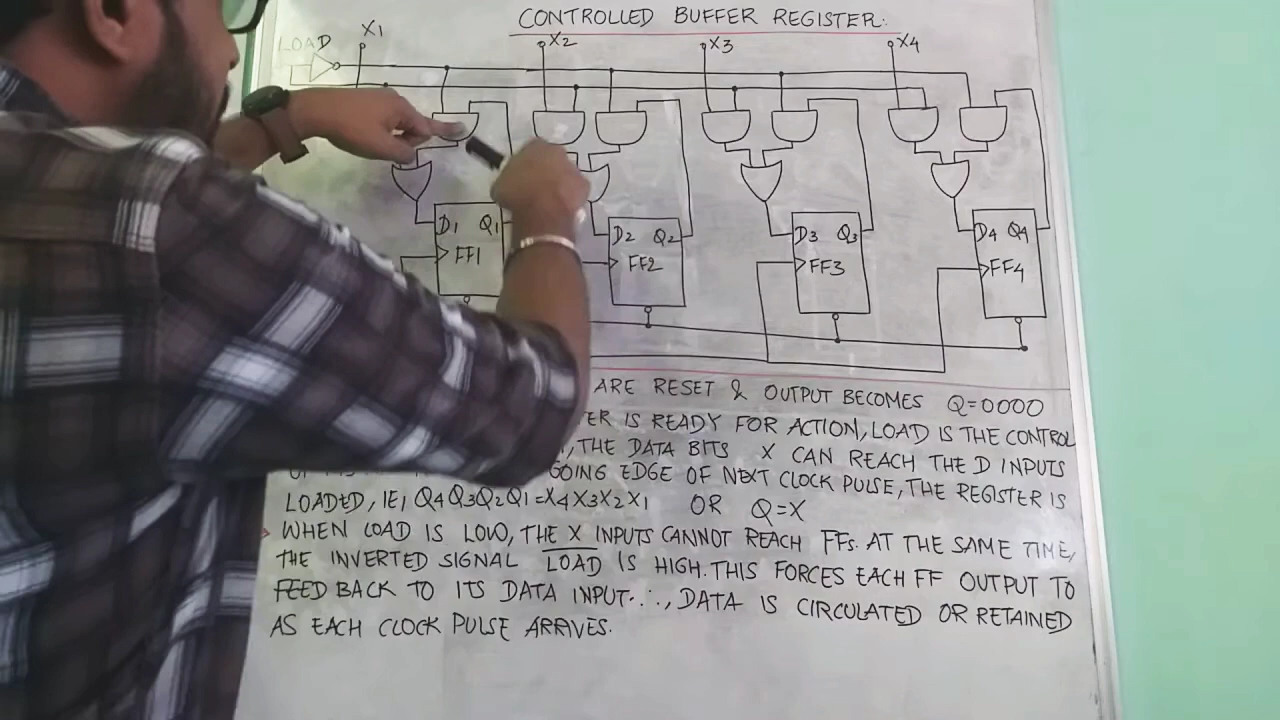 CONTROLLED BUFFER REGISTER.
LOAD X1 X2 X3 X4
D1 Q1 D2 Q2 D3 Q3 D4 Q4
FF1 FF2 FF3 FF4
ARE RESET & OUTPUT BECOMES Q=0000
ER IS READY FOR ACTION, LOAD IS THE CONTROL
, THE DATA BITS X CAN REACH THE D INPUTS
GOING EDGE OF NEXT CLOCK PULSE, THE REGISTER IS
LOADED, IE, Q4Q3Q2Q1=X4X3X2X1 OR Q=X
WHEN LOAD IS LOW, THE X INPUTS CANNOT REACH FFs. AT THE SAME TIME,
THE INVERTED SIGNAL \overline{LOAD} IS HIGH. THIS FORCES EACH FF OUTPUT TO
FEED BACK TO ITS DATA INPUT. ∴, DATA IS CIRCULATED OR RETAINED
AS EACH CLOCK PULSE ARRIVES.